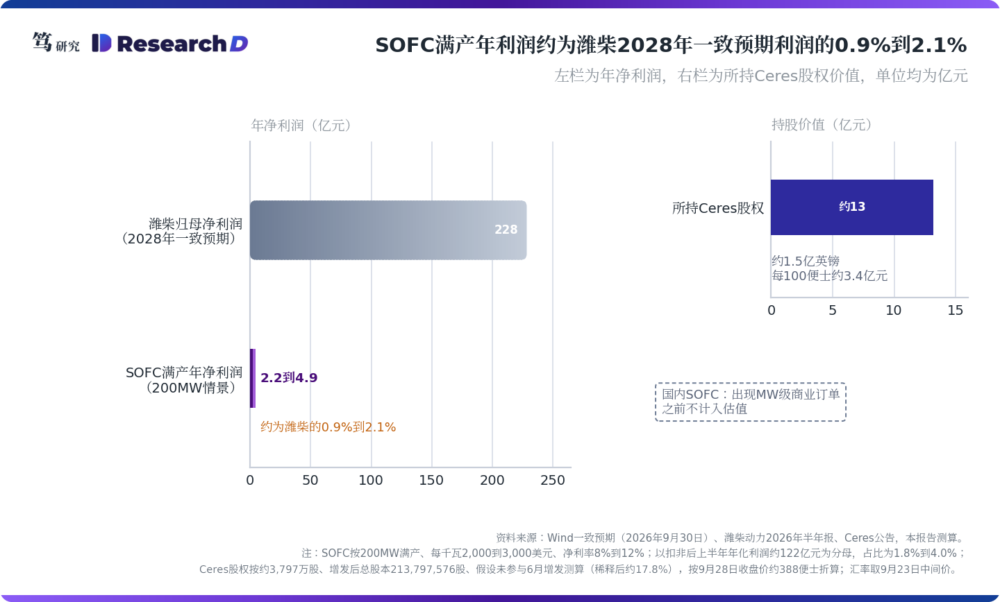 笃 研究 ResearchD
SOFC满产年利润约为潍柴2028年一致预期利润的0.9%到2.1%
左栏为年净利润，右栏为所持Ceres股权价值，单位均为亿元
年净利润（亿元）
潍柴归母净利润
（2028年一致预期）
228
SOFC满产年净利润
（200MW情景）
2.2到4.9
约为潍柴的0.9%到2.1%
0 50 100 150 200 250
持股价值（亿元）
所持Ceres股权
约13
约1.5亿英镑
每100便士约3.4亿元
0 5 10 15
国内SOFC：出现MW级商业订单
之前不计入估值
资料来源：Wind一致预期（2026年9月30日）、潍柴动力2026年半年报、Ceres公告，本报告测算。
注：SOFC按200MW满产、每千瓦2,000到3,000美元、净利率8%到12%；以扣非后上半年年化利润约122亿元为分母，占比为1.8%到4.0%；
Ceres股权按约3,797万股、增发后总股本213,797,576股、假设未参与6月增发测算（稀释后约17.8%），按9月28日收盘价约388便士折算；汇率取9月23日中间价。